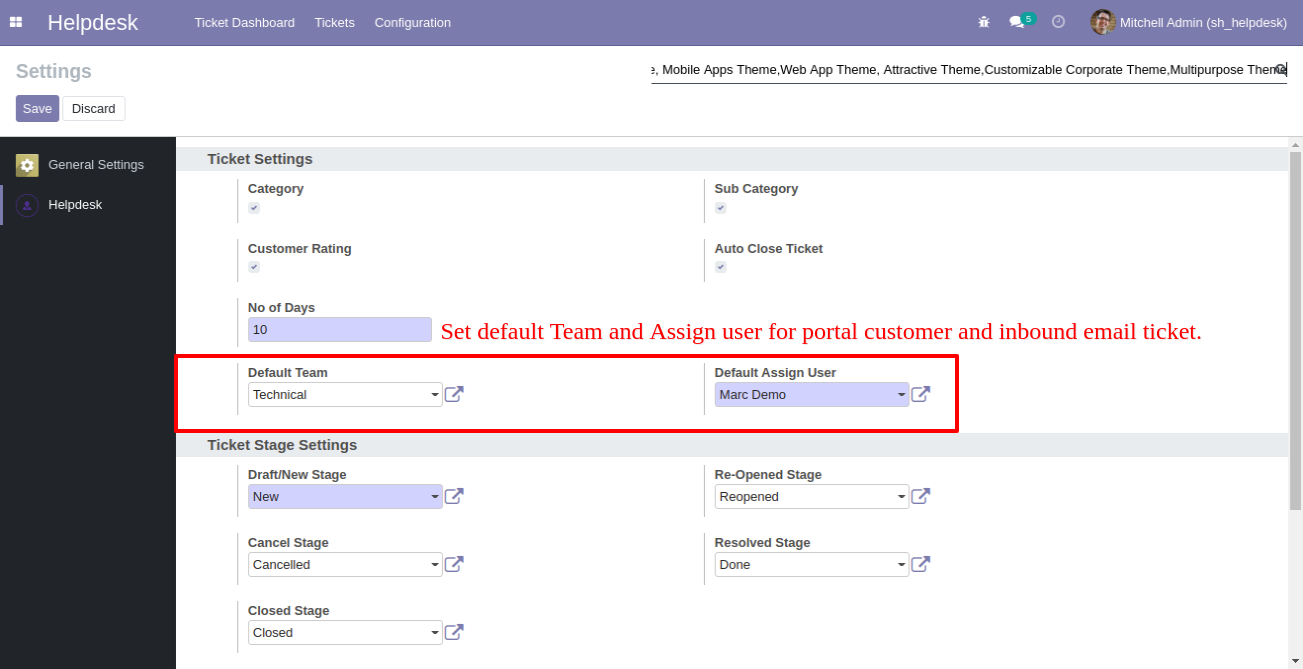 Helpdesk Ticket Dashboard Tickets Configuration 5 Mitchell Admin (sh_helpdesk)
Settings
, Mobile Apps Theme,Web App Theme, Attractive Theme,Customizable Corporate Theme,Multipurpose Theme
Save Discard
General Settings
Helpdesk
Ticket Settings
Category Sub Category
Customer Rating Auto Close Ticket
No of Days
10
Set default Team and Assign user for portal customer and inbound email ticket.
Default Team Default Assign User
Technical Marc Demo
Ticket Stage Settings
Draft/New Stage Re-Opened Stage
New Reopened
Cancel Stage Resolved Stage
Cancelled Done
Closed Stage
Closed